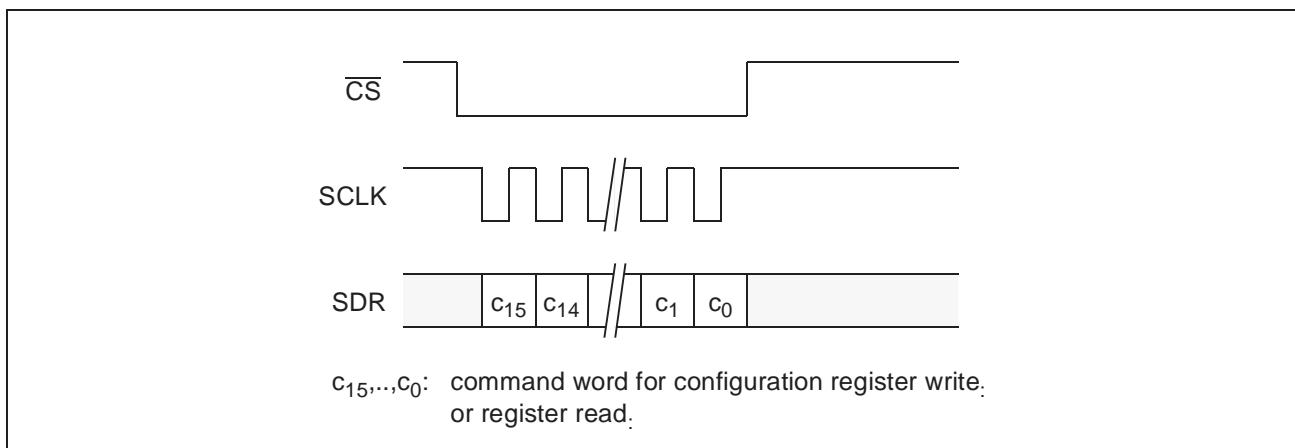 CS
SCLK
SDR c15 c14 c1 c0
c15,..,c0: command word for configuration register write.
or register read.